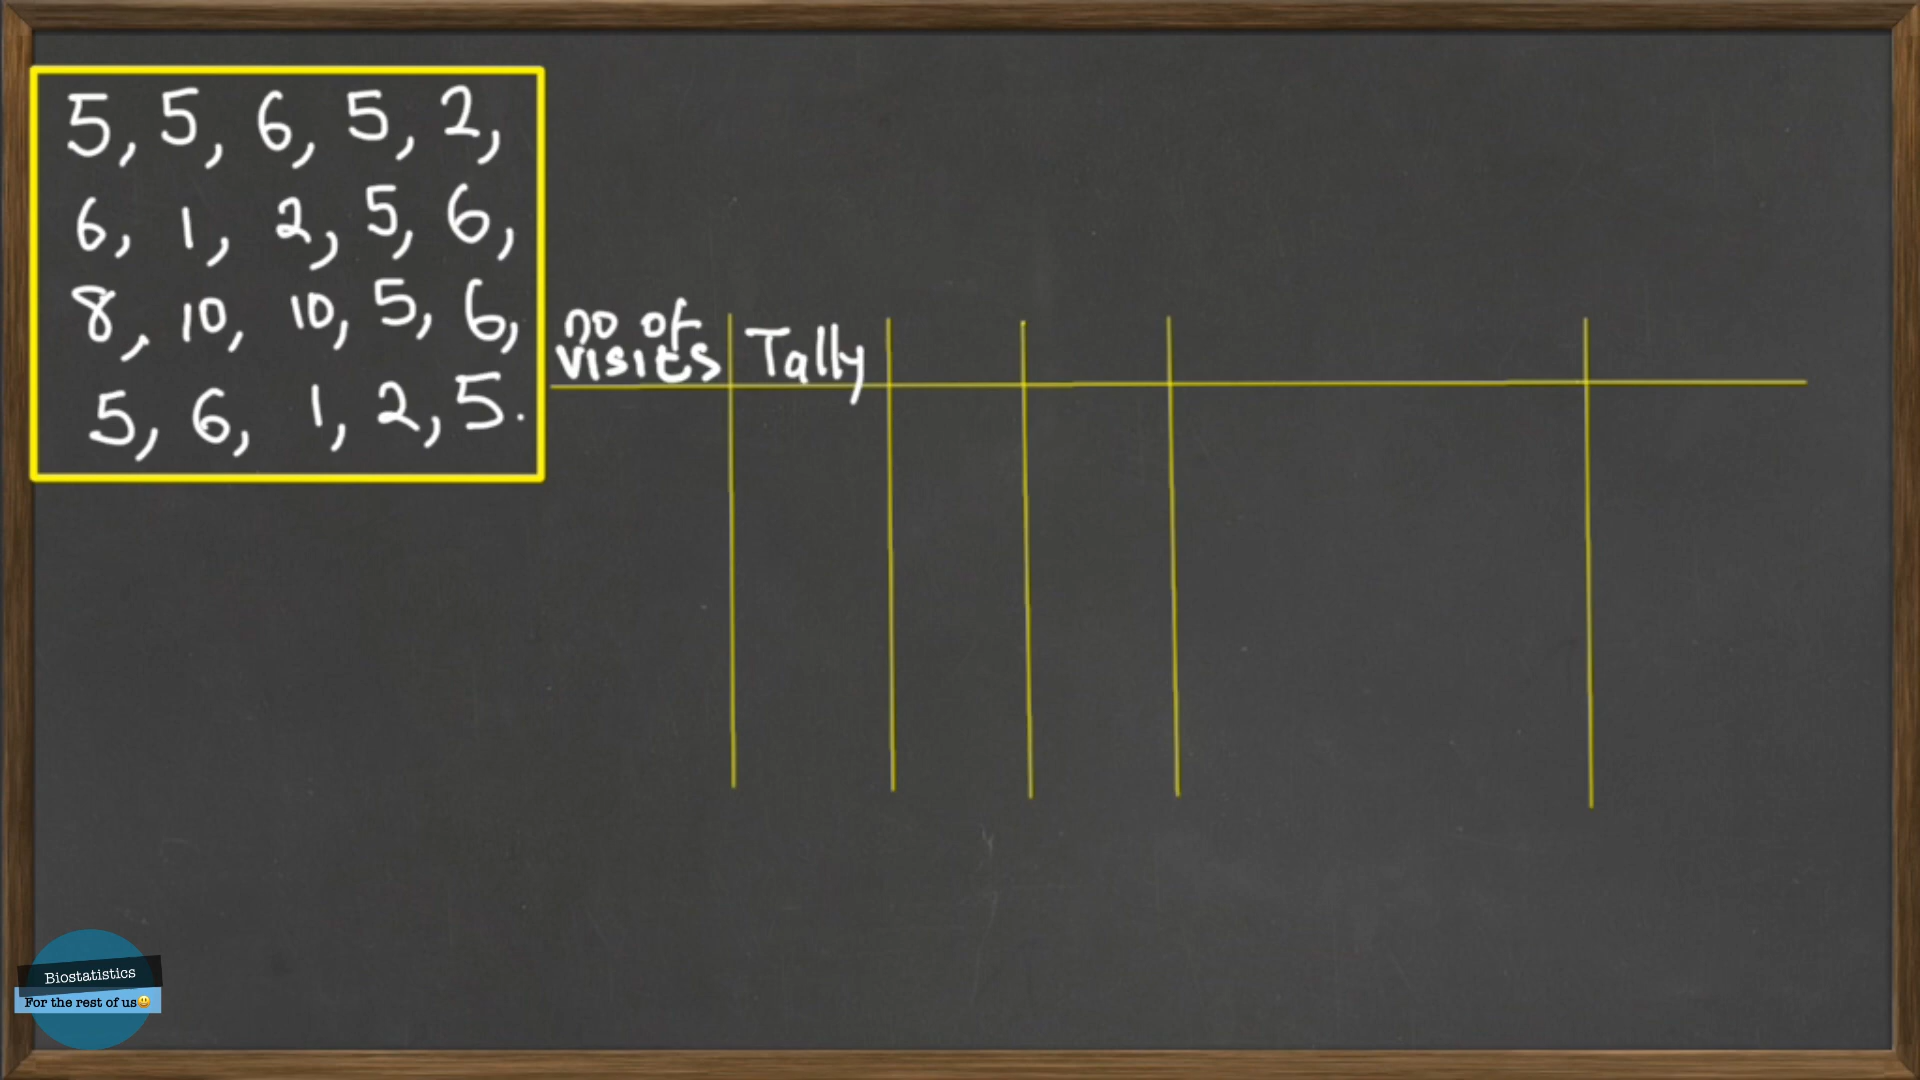 5, 5, 6, 5, 2,
6, 1, 2, 5, 6,
8, 10, 10, 5, 6,
5, 6, 1, 2, 5.
no of
visits
Tally
Biostatistics
For the rest of us😃